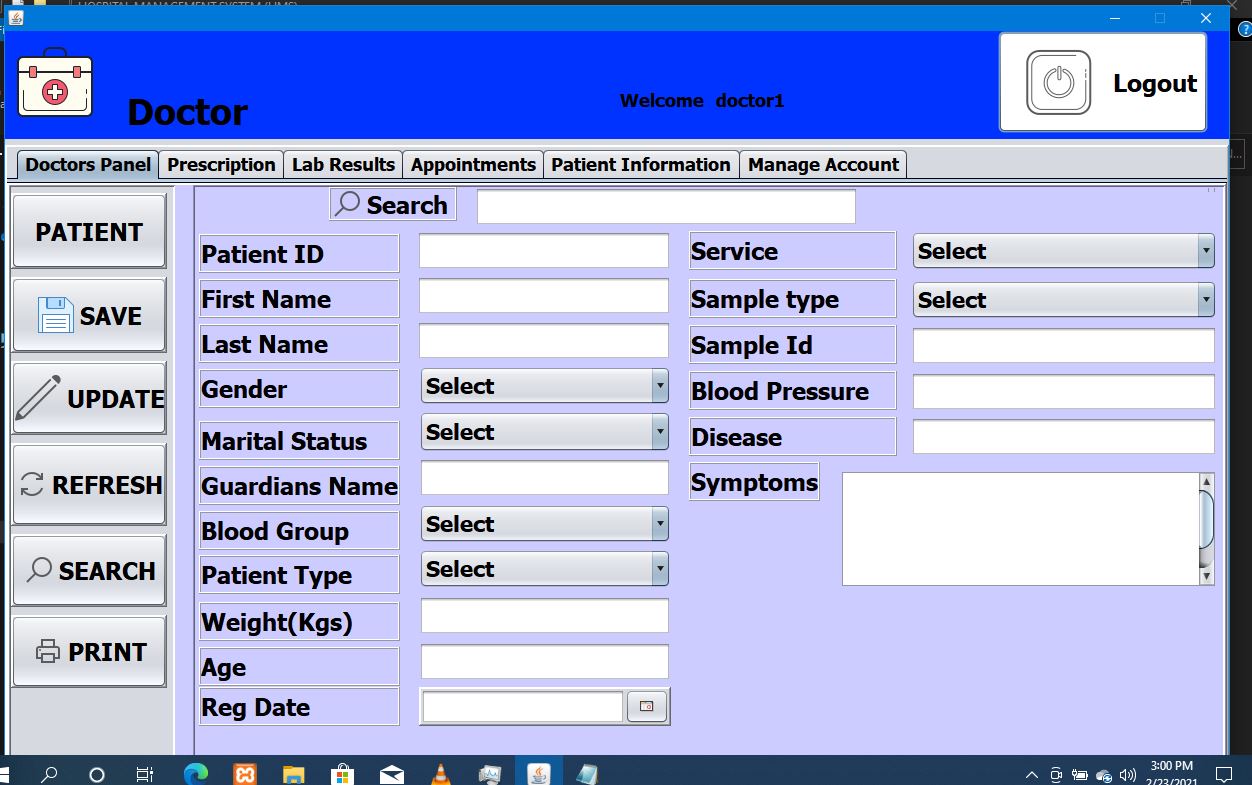 HOSPITAL MANAGEMENT SYSTEM (HMS)
Doctor
Welcome doctor1
Logout
Doctors Panel Prescription Lab Results Appointments Patient Information Manage Account
PATIENT
SAVE
UPDATE
REFRESH
SEARCH
PRINT
Search
Patient ID
First Name
Last Name
Gender Select
Marital Status Select
Guardians Name
Blood Group Select
Patient Type Select
Weight(Kgs)
Age
Reg Date
Service Select
Sample type Select
Sample Id
Blood Pressure
Disease
Symptoms
3:00 PM
2/23/2021